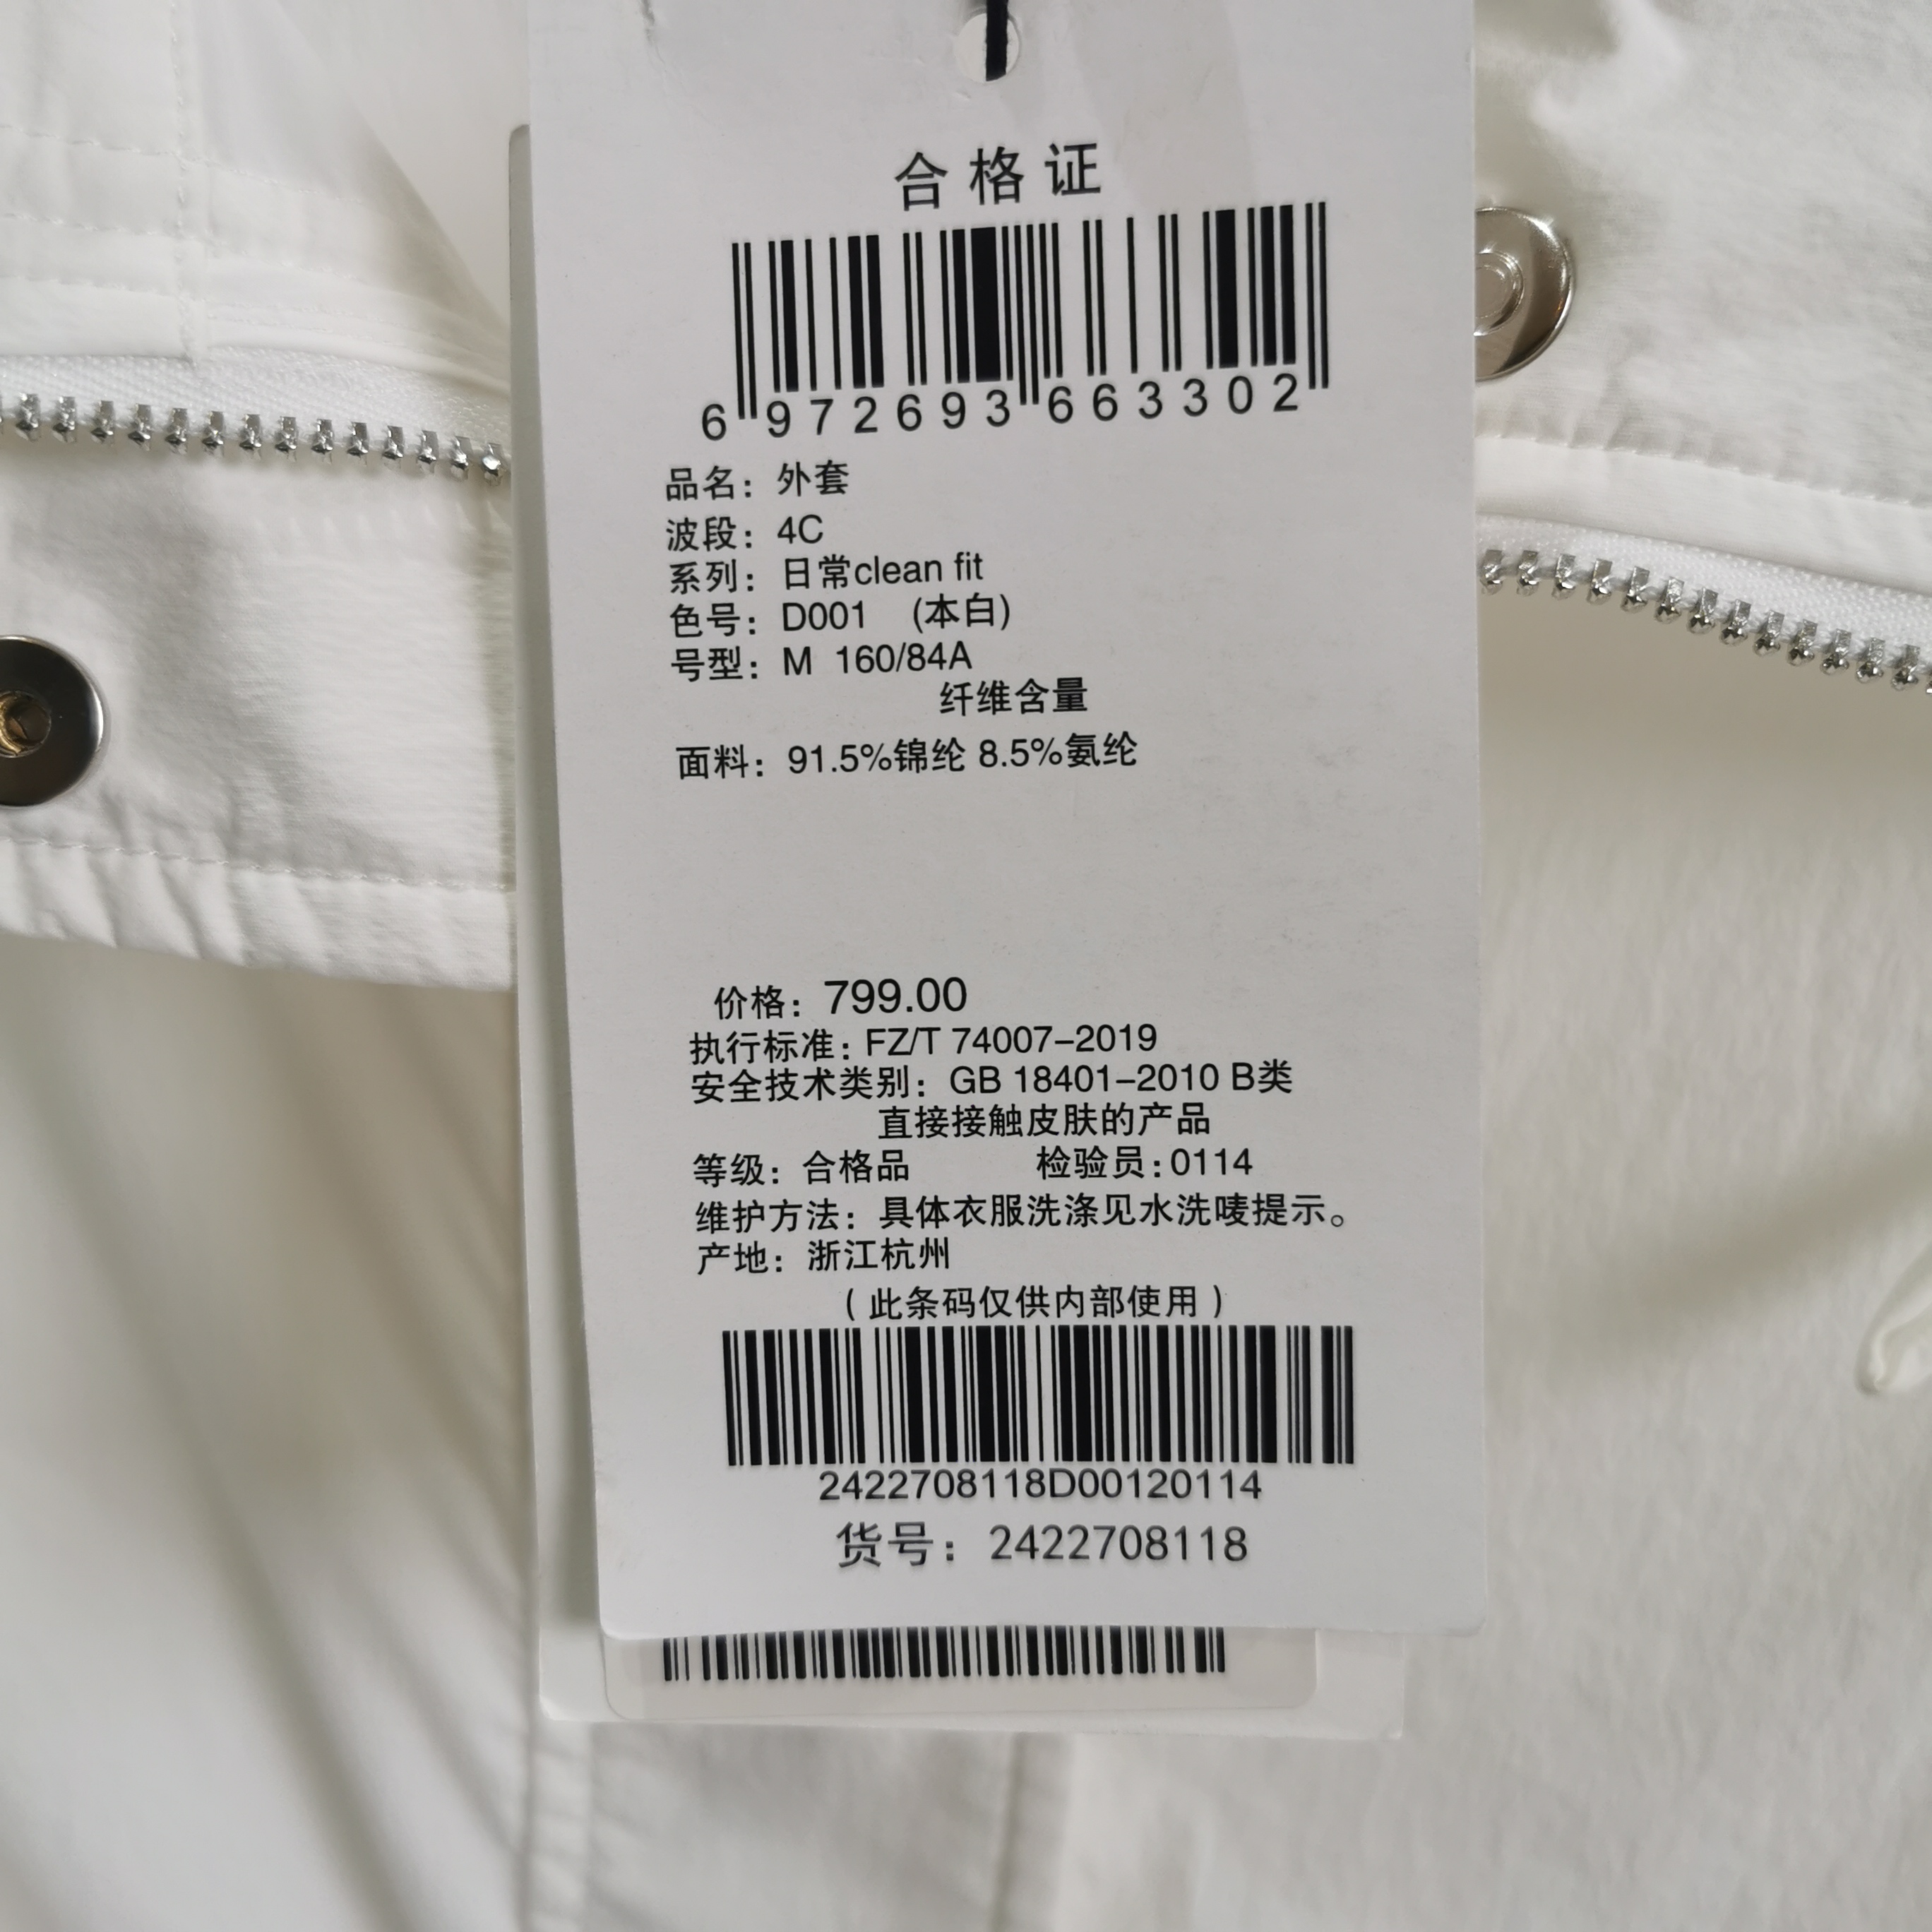 合格证
6 972693 663302
品名：外套
波段：4C
系列：日常clean fit
色号：D001 (本白)
号型：M 160/84A
纤维含量
面料：91.5%锦纶 8.5%氨纶
价格：799.00
执行标准：FZ/T 74007-2019
安全技术类别：GB 18401-2010 B类
直接接触皮肤的产品
等级：合格品 检验员：0114
维护方法：具体衣服洗涤见水洗唛提示。
产地：浙江杭州
（此条码仅供内部使用）
2422708118D00120114
货号：2422708118